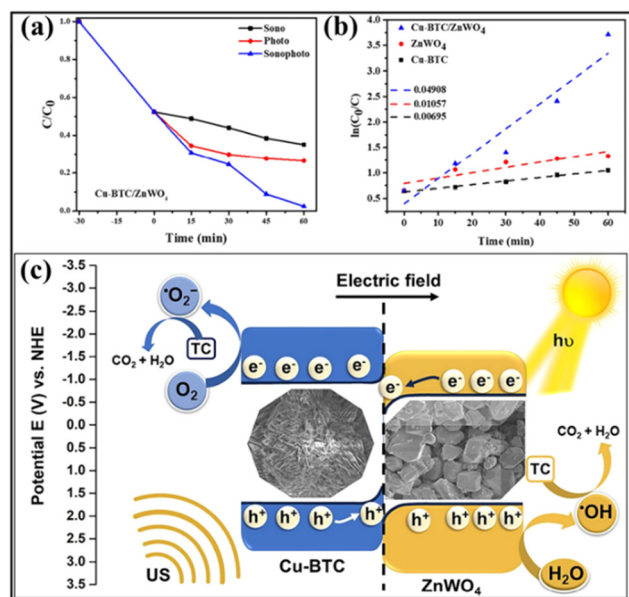 (a)
Sono
Photo
Sonophoto
C/C₀
1.0
0.8
0.6
0.4
0.2
0.0
Cu-BTC/ZnWO₄
-30 -15 0 15 30 45 60
Time (min)
(b)
Cu-BTC/ZnWO₄
ZnWO₄
Cu-BTC
0.04908
0.01057
0.00695
ln(C₀/C)
4.0
3.5
3.0
2.5
2.0
1.5
1.0
0.5
0.0
0 15 30 45 60
Time (min)
(c)
Electric field
Potential E (V) vs. NHE
-3.5
-3.0
-2.5
-2.0
-1.5
-1.0
-0.5
0.0
0.5
1.0
1.5
2.0
2.5
3.0
3.5
•O₂⁻
TC
CO₂ + H₂O
O₂
e⁻ e⁻ e⁻ e⁻
e⁻ e⁻ e⁻ e⁻
hυ
CO₂ + H₂O
TC
•OH
H₂O
h⁺ h⁺ h⁺ h⁺
h⁺ h⁺ h⁺ h⁺
US
Cu-BTC
ZnWO₄